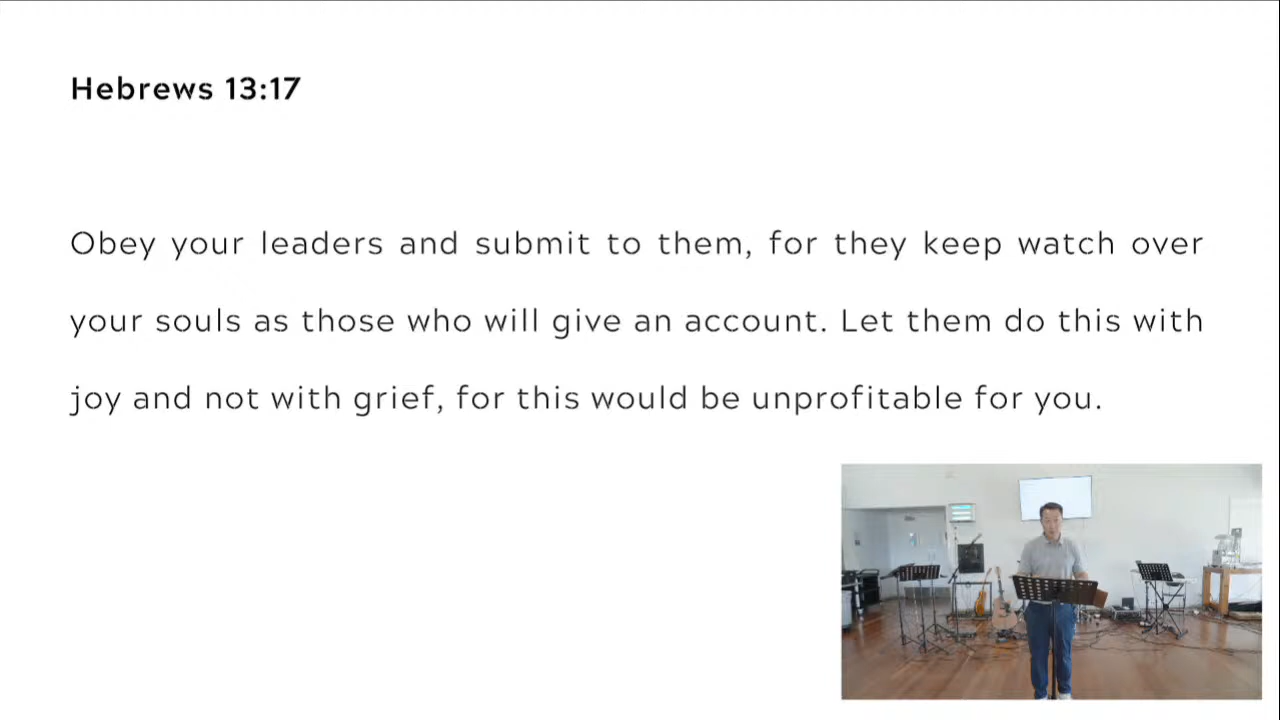 Hebrews 13:17
Obey your leaders and submit to them, for they keep watch over
your souls as those who will give an account. Let them do this with
joy and not with grief, for this would be unprofitable for you.